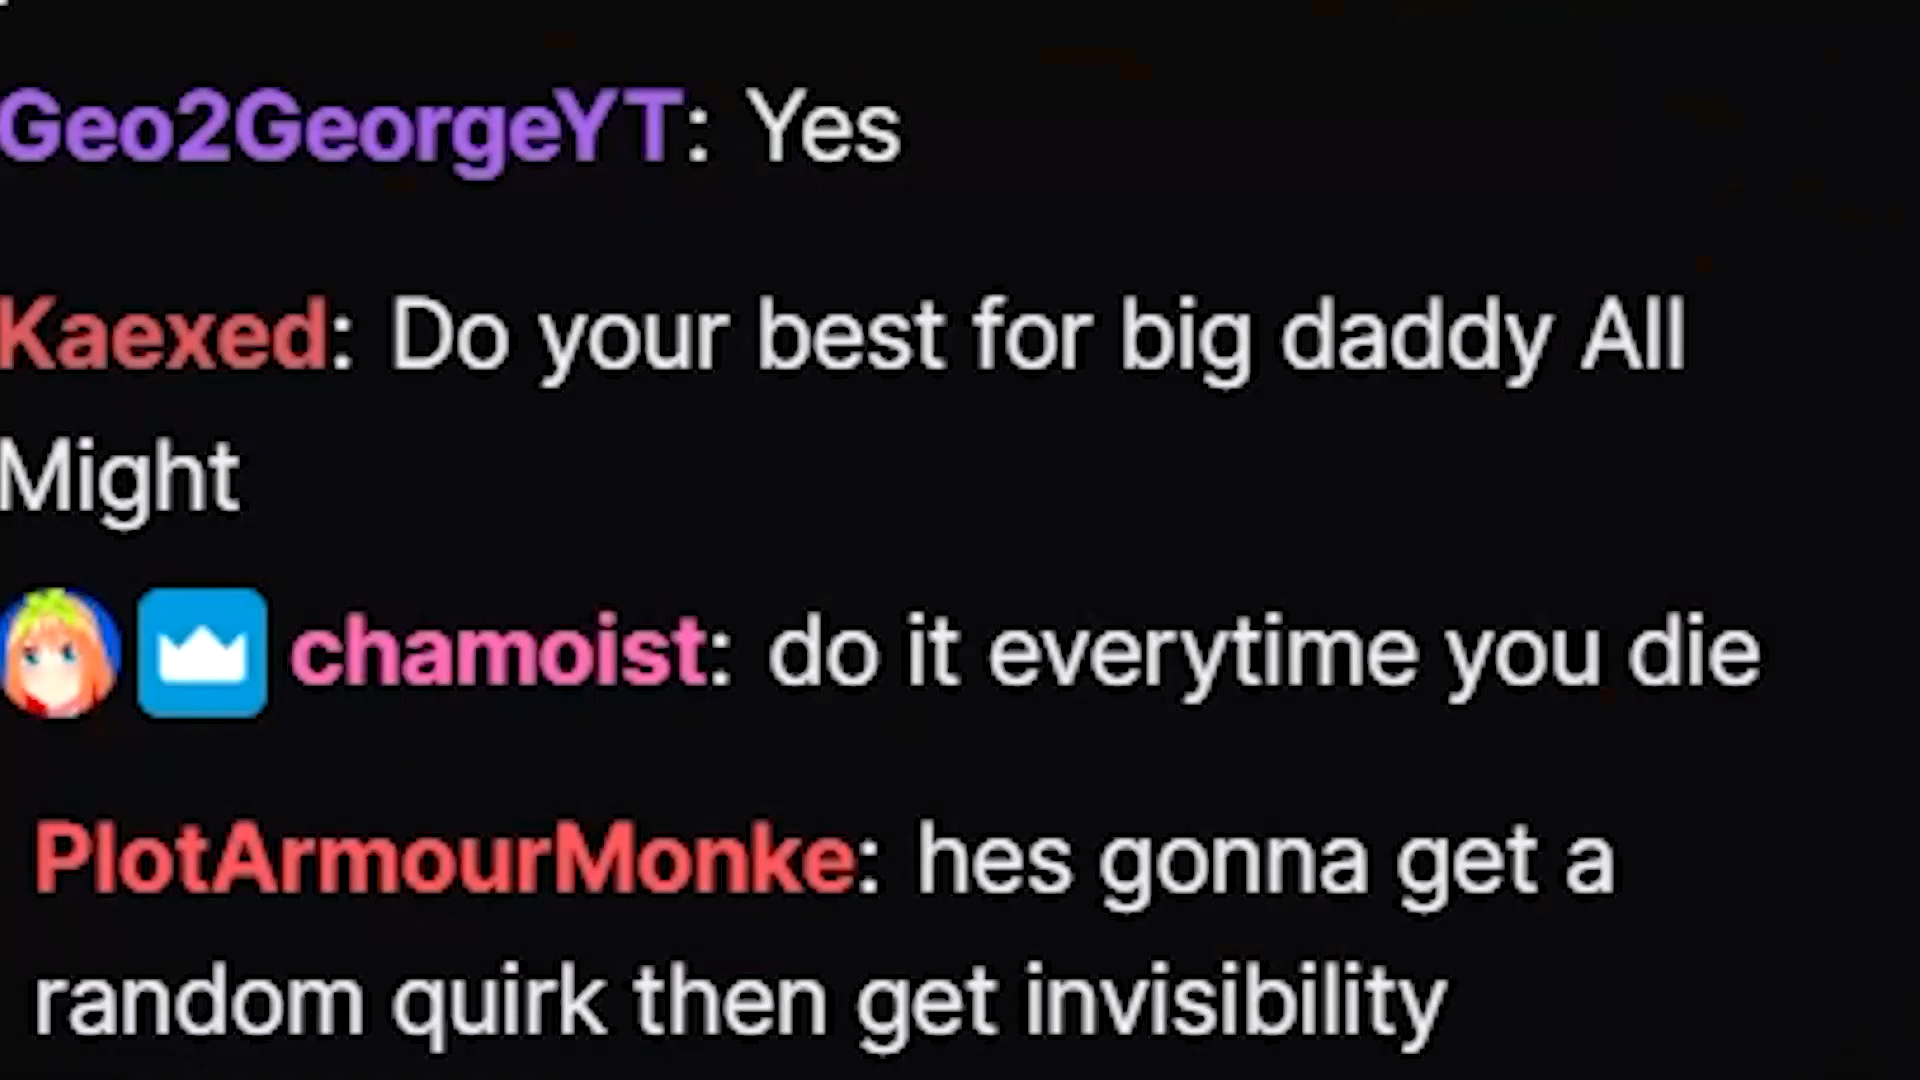 Geo2GeorgeYT: Yes
Kaexed: Do your best for big daddy All
Might
chamoist: do it everytime you die
PlotArmourMonke: hes gonna get a
random quirk then get invisibility